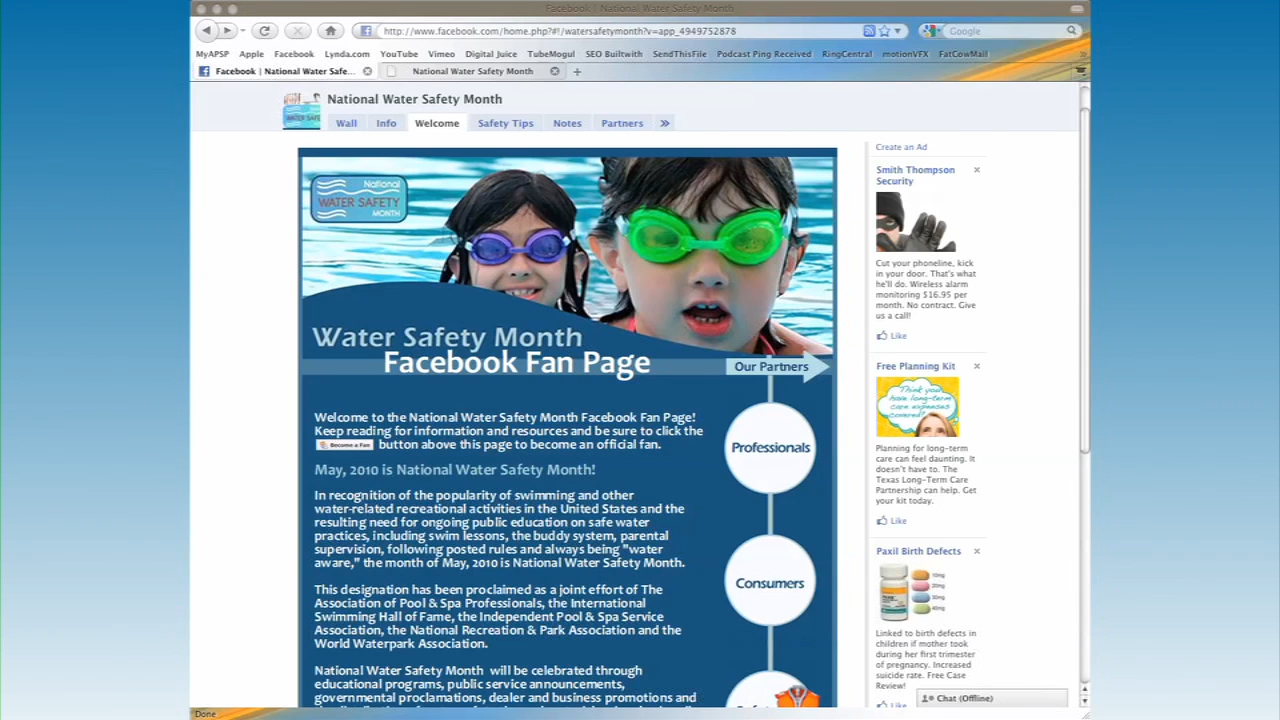 Facebook | National Water Safety Month
http://www.facebook.com/home.php?#!/watersafetymonth?v=app_4949752878
Google
MyAPSP Apple Facebook Lynda.com YouTube Vimeo Digital Juice TubeMogul SEO Builtwith SendThisFile Podcast Ping Received RingCentral motionVFX FatCowMail
Facebook | National Water Safe... National Water Safety Month
National Water Safety Month
Wall Info Welcome Safety Tips Notes Partners
National
WATER SAFETY
MONTH
Water Safety Month
Facebook Fan Page
Our Partners
Welcome to the National Water Safety Month Facebook Fan Page!
Keep reading for information and resources and be sure to click the
Become a Fan button above this page to become an official fan.
May, 2010 is National Water Safety Month!
In recognition of the popularity of swimming and other
water-related recreational activities in the United States and the
resulting need for ongoing public education on safe water
practices, including swim lessons, the buddy system, parental
supervision, following posted rules and always being "water
aware," the month of May, 2010 is National Water Safety Month.
This designation has been proclaimed as a joint effort of The
Association of Pool & Spa Professionals, the International
Swimming Hall of Fame, the Independent Pool & Spa Service
Association, the National Recreation & Park Association and the
World Waterpark Association.
National Water Safety Month will be celebrated through
educational programs, public service announcements,
governmental proclamations, dealer and business promotions and
Professionals
Consumers
Create an Ad
Smith Thompson
Security
Cut your phoneline, kick
in your door. That's what
he'll do. Wireless alarm
monitoring $16.95 per
month. No contract. Give
us a call!
Like
Free Planning Kit
Think you
have long-term
care expenses
covered?
Planning for long-term
care can feel daunting. It
doesn't have to. The
Texas Long-Term Care
Partnership can help. Get
your kit today.
Like
Paxil Birth Defects
10mg
20mg
30mg
40mg
Linked to birth defects in
children if mother took
during her first trimester
of pregnancy. Increased
suicide rate. Free Case
Review!
Like
Chat (Offline)
Done